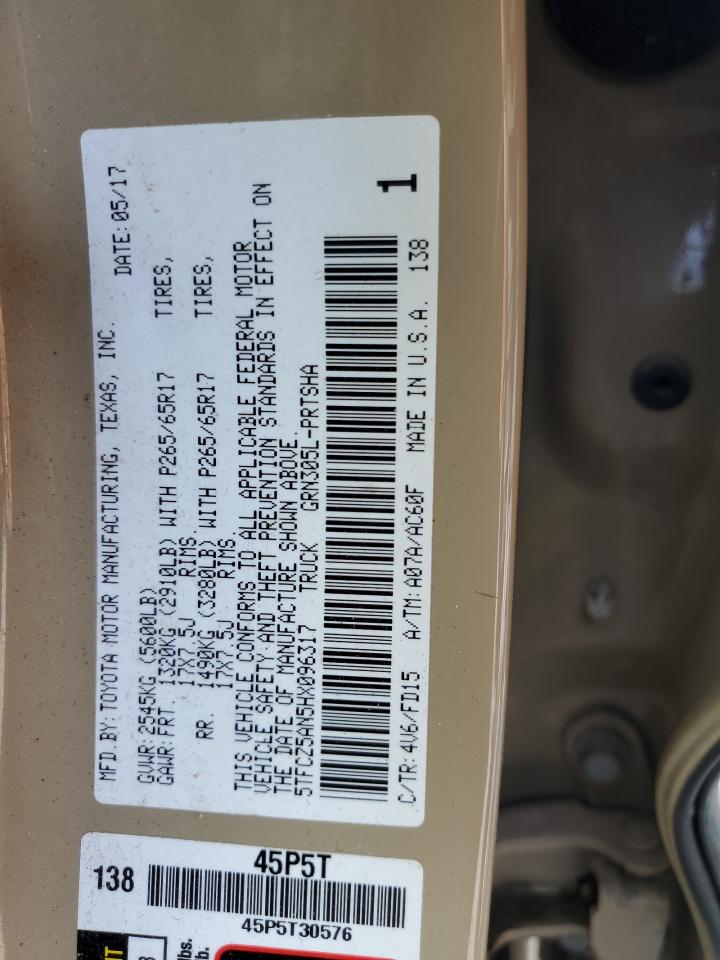 MFD.BY:TOYOTA MOTOR MANUFACTURING, TEXAS, INC. DATE:05/17
GVWR:2545KG (5600LB)
GAWR:FRT. 1320KG (2910LB) WITH P265/65R17 TIRES,
17X7.5J RIMS.
RR. 1490KG (3280LB) WITH P265/65R17 TIRES,
17X7.5J RIMS.
THIS VEHICLE CONFORMS TO ALL APPLICABLE FEDERAL MOTOR
VEHICLE SAFETY AND THEFT PREVENTION STANDARDS IN EFFECT ON
THE DATE OF MANUFACTURE SHOWN ABOVE.
5TFCZ5AN5HX096317 TRUCK GRN305L-PRTSHA
1
C/TR:4V6/FD15 A/TM:A07A/AC60F MADE IN U.S.A. 138
45P5T
138
45P5T30576
lbs.